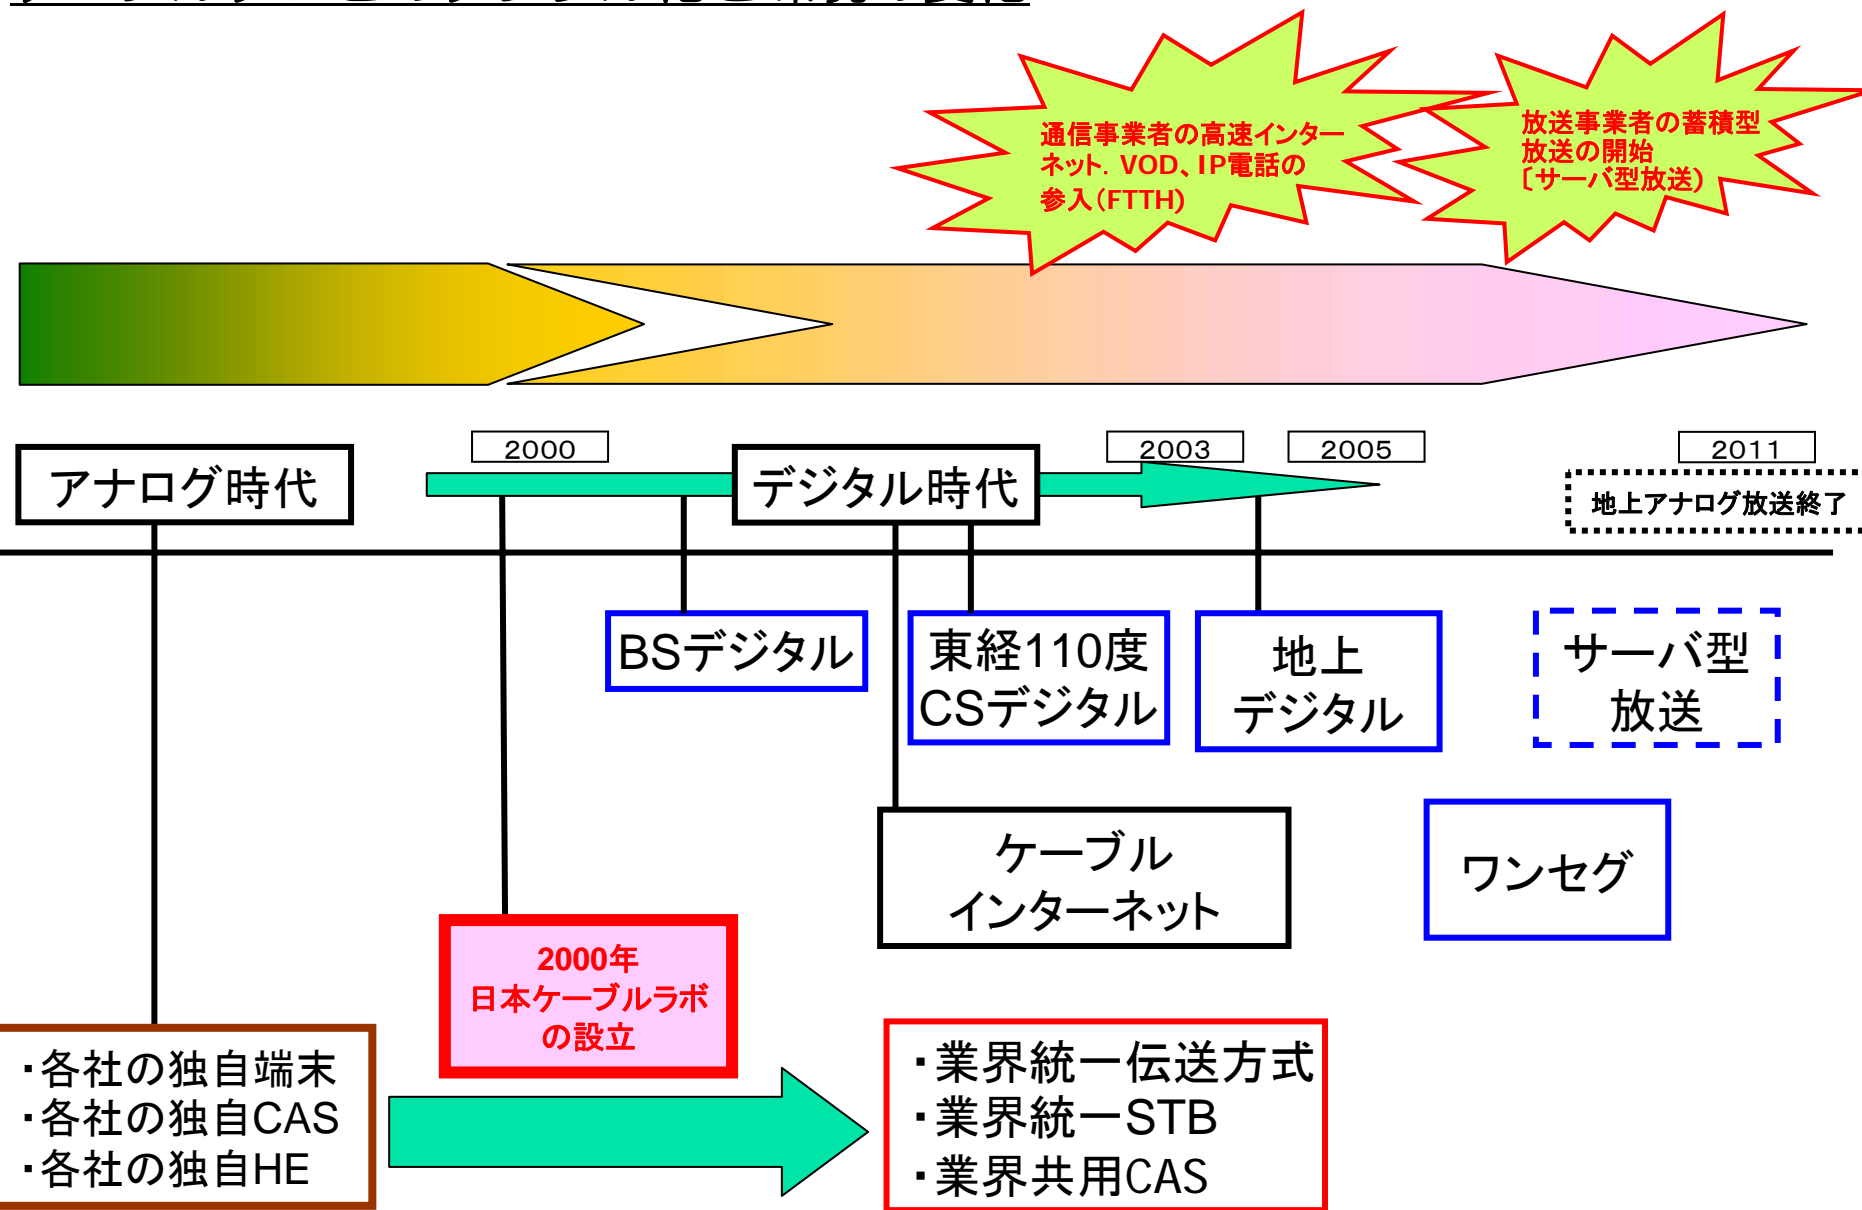 通信事業者の高速インター
ネット．VOD、IP電話の
参入（FTTH)
放送事業者の蓄積型
放送の開始
〔サーバ型放送）
2000
2003
2005
2011
アナログ時代
デジタル時代
地上アナログ放送終了
BSデジタル
東経110度
CSデジタル
地上
デジタル
サーバ型
放送
ケーブル
インターネット
ワンセグ
2000年
日本ケーブルラボ
の設立
・各社の独自端末
・各社の独自CAS
・各社の独自HE
・業界統一伝送方式
・業界統一STB
・業界共用CAS